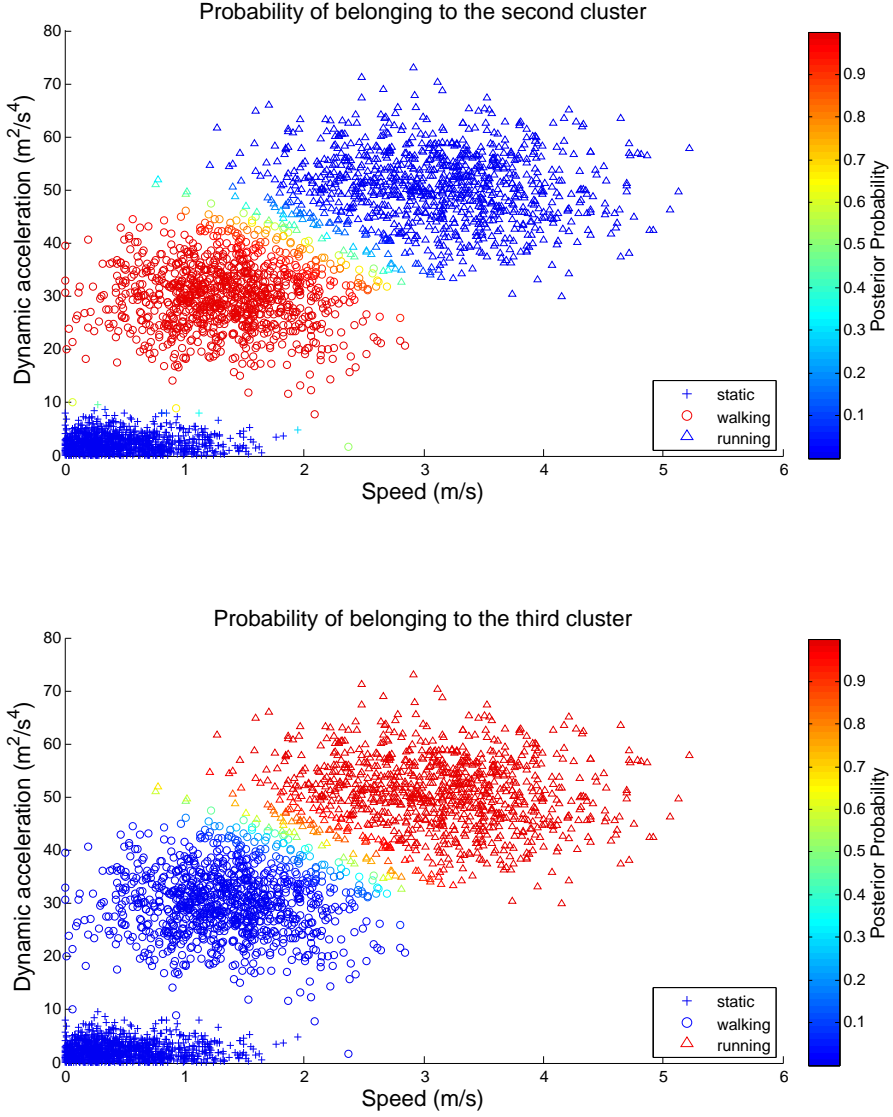 Probability of belonging to the second cluster
80
70
60
50
40
30
20
10
0
0 1 2 3 4 5 6
Dynamic acceleration (m²/s⁴)
Speed (m/s)
static
walking
running
0.9
0.8
0.7
0.6
0.5
0.4
0.3
0.2
0.1
Posterior Probability
Probability of belonging to the third cluster
80
70
60
50
40
30
20
10
0
0 1 2 3 4 5 6
Dynamic acceleration (m²/s⁴)
Speed (m/s)
static
walking
running
0.9
0.8
0.7
0.6
0.5
0.4
0.3
0.2
0.1
Posterior Probability